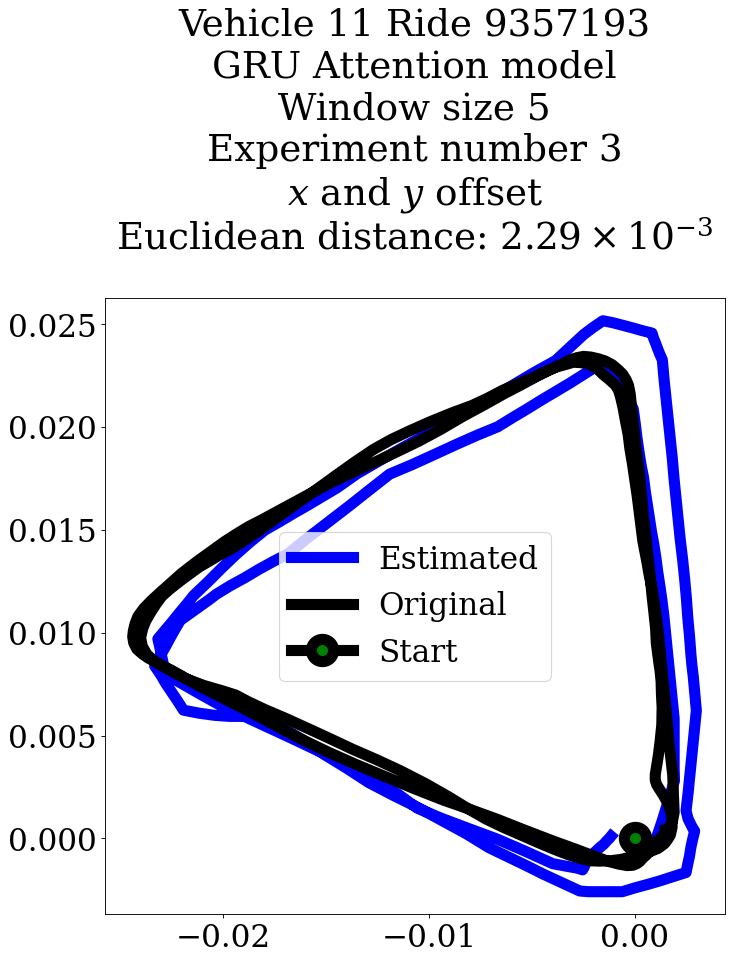 Vehicle 11 Ride 9357193
GRU Attention model
Window size 5
Experiment number 3
x and y offset
Euclidean distance: 2.29 × 10⁻³
0.025
0.020
0.015
0.010
0.005
0.000
Estimated
Original
Start
−0.02
−0.01
0.00